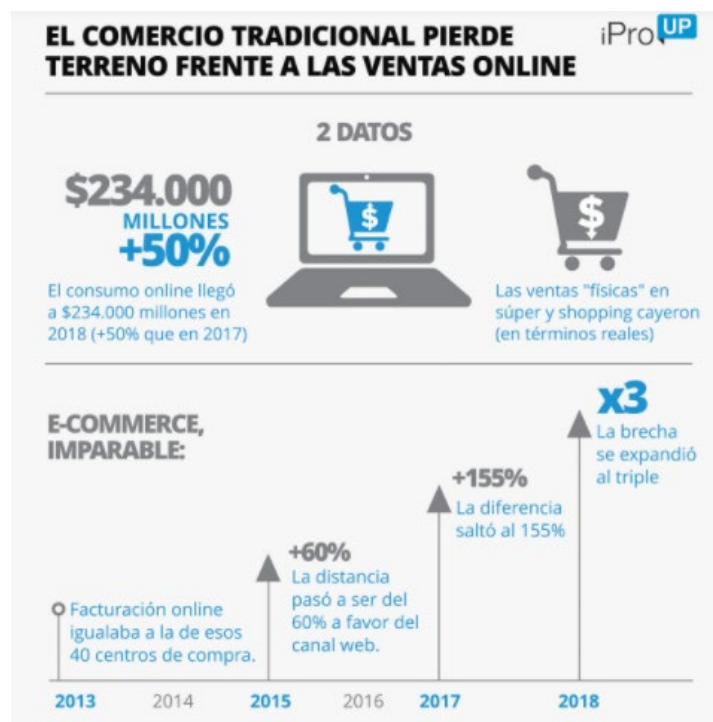 EL COMERCIO TRADICIONAL PIERDE
TERRENO FRENTE A LAS VENTAS ONLINE
iPro UP
2 DATOS
$234.000
MILLONES
+50%
El consumo online llegó
a $234.000 millones en
2018 (+50% que en 2017)
$
$
Las ventas "físicas" en
súper y shopping cayeron
(en términos reales)
E-COMMERCE,
IMPARABLE:
Facturación online
igualaba a la de esos
40 centros de compra.
+60%
La distancia
pasó a ser del
60% a favor del
canal web.
+155%
La diferencia
saltó al 155%
x3
La brecha
se expandió
al triple
2013 2014 2015 2016 2017 2018